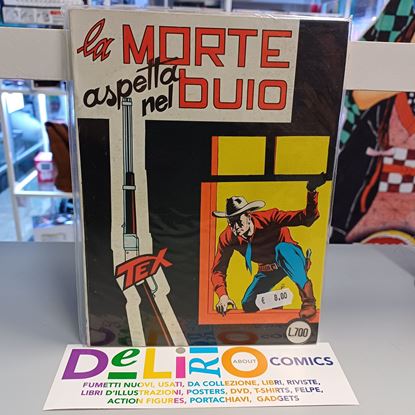 la MORTE
aspetta
nel BUIO
TEX
€ 8,00
L.700
DeLiRIO ABOUT COMICS
FUMETTI NUOVI, USATI, DA COLLEZIONE, LIBRI, RIVISTE,
LIBRI D'ILLUSTRAZIONI, POSTERS, DVD, T-SHIRTS, FELPE,
ACTION FIGURES, PORTACHIAVI, GADGETS